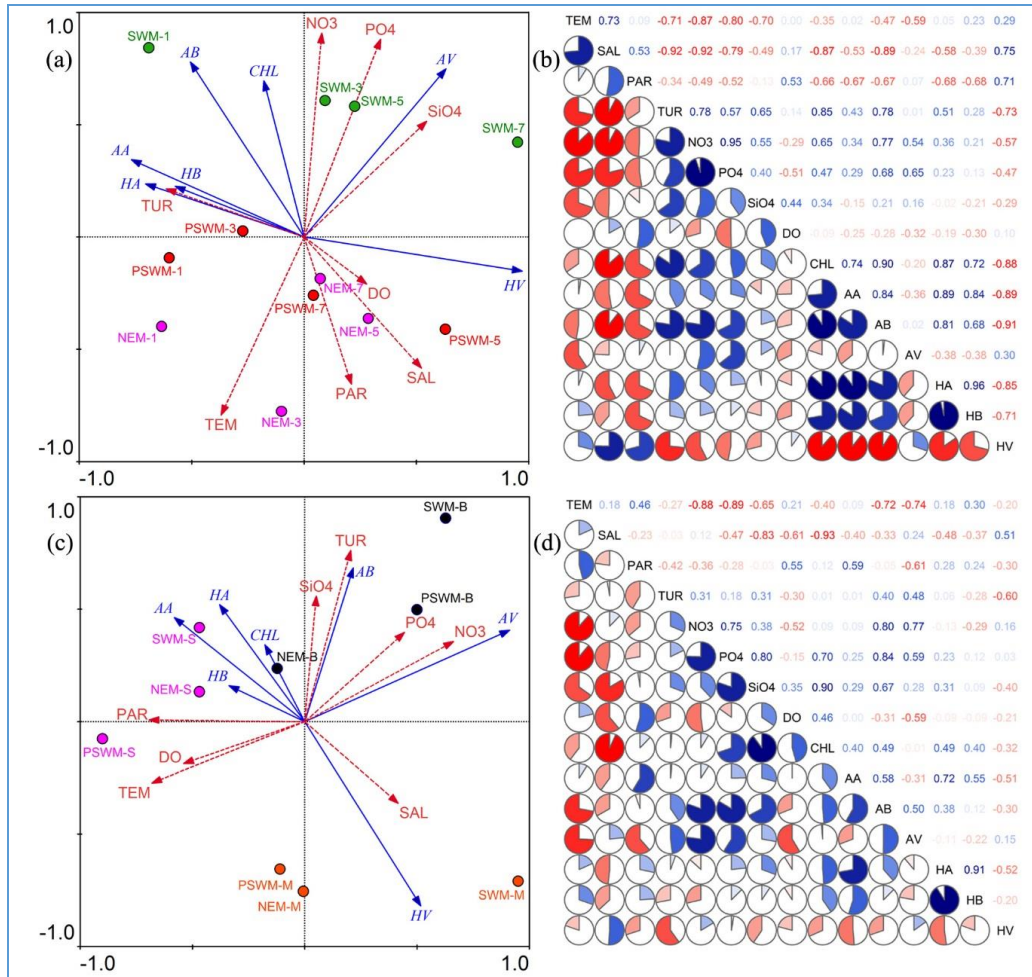 1.0
(a)
SWM-1
AB
CHL
NO3
PO4
AV
SWM-3
SWM-5
SiO4
SWM-7
AA
HA
HB
TUR
PSWM-3
PSWM-1
NEM-7
DO
HV
PSWM-7
NEM-5
NEM-1
PSWM-5
SAL
PAR
TEM
NEM-3
-1.0
-1.0
1.0
(b)
TEM 0.73 0.09 -0.71 -0.87 -0.80 -0.70 0.00 -0.35 0.02 -0.47 -0.59 0.05 0.23 0.29
SAL 0.53 -0.92 -0.92 -0.79 -0.49 0.17 -0.87 -0.53 -0.89 -0.24 -0.58 -0.39 0.75
PAR -0.34 -0.49 -0.52 0.53 -0.66 -0.67 -0.67 0.07 -0.68 -0.68 0.71
TUR 0.78 0.57 0.65 0.14 0.85 0.43 0.78 0.01 0.51 0.28 -0.73
NO3 0.95 0.55 -0.29 0.65 0.34 0.77 0.54 0.36 0.21 -0.57
PO4 0.40 -0.51 0.47 0.29 0.68 0.65 0.23 0.13 -0.47
SiO4 0.44 0.34 -0.15 0.21 0.16 -0.02 -0.21 -0.29
DO -0.09 -0.25 -0.28 -0.32 -0.19 -0.30 0.10
CHL 0.74 0.90 -0.20 0.87 0.72 -0.88
AA 0.84 -0.36 0.89 0.84 -0.89
AB 0.02 0.81 0.68 -0.91
AV -0.38 -0.38 0.30
HA 0.96 -0.85
HB -0.71
HV
1.0
(c)
SWM-B
TUR
AB
SiO4
PSWM-B
HA
AA
PO4
AV
SWM-S
CHL
NO3
NEM-B
HB
NEM-S
PAR
PSWM-S
DO
TEM
SAL
PSWM-M
NEM-M
SWM-M
HV
-1.0
-1.0
1.0
(d)
TEM 0.18 0.46 -0.27 -0.88 -0.89 -0.65 0.21 -0.40 0.09 -0.72 -0.74 0.18 0.30 -0.20
SAL -0.23 -0.03 0.12 -0.47 -0.83 -0.61 -0.93 -0.40 -0.33 0.24 -0.48 -0.37 0.51
PAR -0.42 -0.36 -0.28 -0.03 0.55 0.12 0.59 -0.61 0.28 0.24 -0.30
TUR 0.31 0.18 0.31 -0.30 0.01 0.01 0.40 0.48 0.06 -0.28 -0.60
NO3 0.75 0.38 -0.52 0.09 0.09 0.80 0.77 -0.13 -0.29 0.16
PO4 0.80 -0.15 0.70 0.25 0.84 0.59 0.23 0.12 0.03
SiO4 0.35 0.90 0.29 0.67 0.28 0.31 0.09 -0.40
DO 0.46 0.00 -0.31 -0.59 -0.09 -0.09 -0.21
CHL 0.40 0.49 -0.01 0.49 0.40 -0.32
AA 0.58 -0.31 0.72 0.55 -0.51
AB 0.50 0.38 0.12 -0.30
AV -0.11 -0.22 0.15
HA 0.91 -0.52
HB -0.20
HV